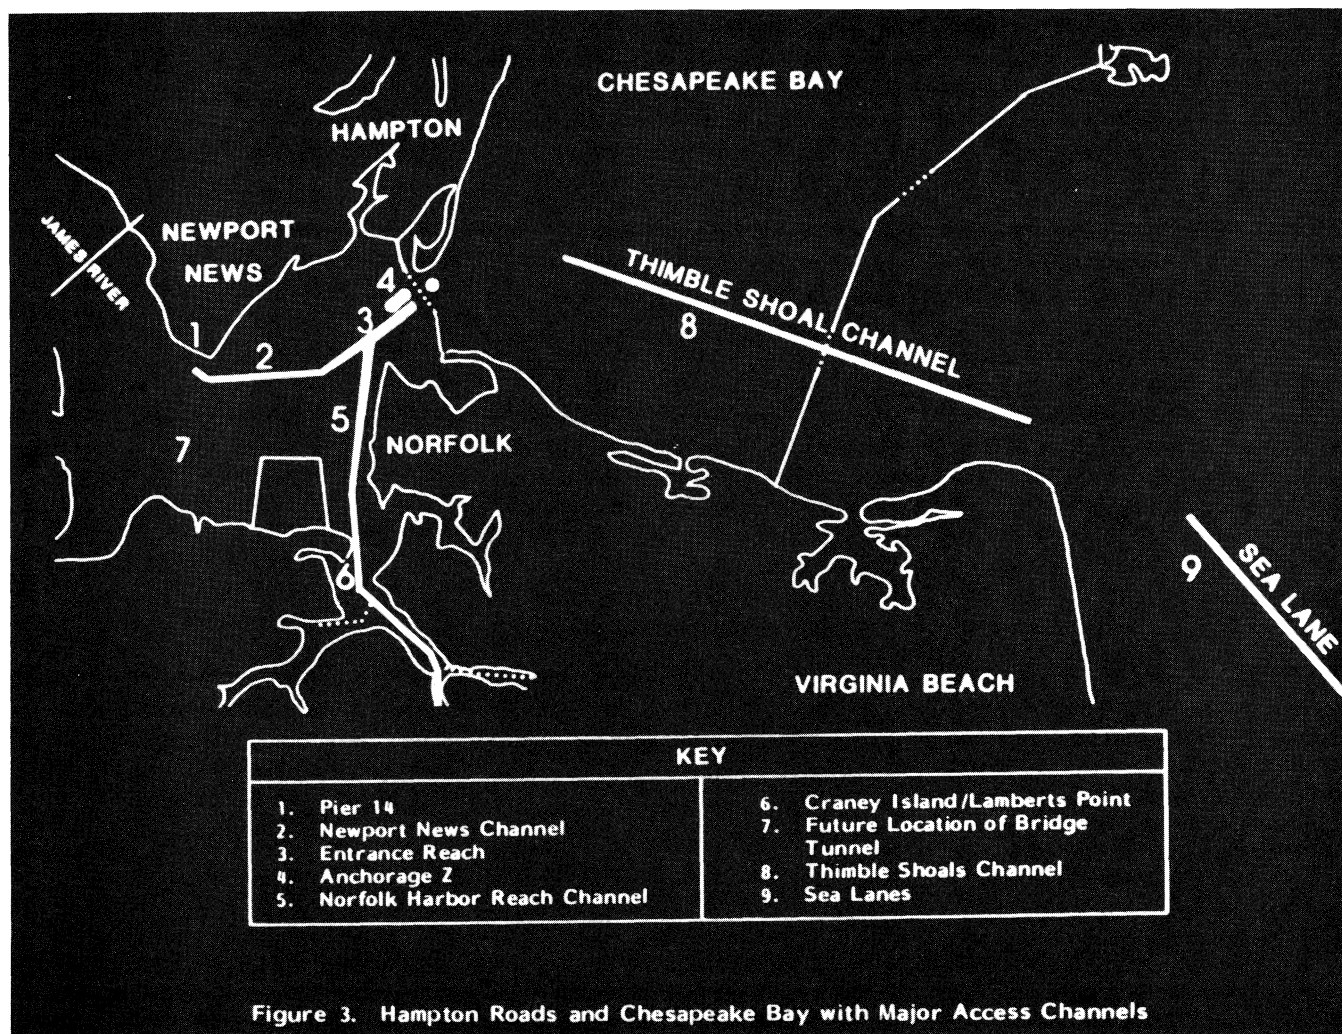 CHESAPEAKE BAY
HAMPTON
JAMES RIVER
NEWPORT
NEWS
THIMBLE SHOAL CHANNEL
4
3
1
2
8
5
7
NORFOLK
6
9
SEA LANE
VIRGINIA BEACH
KEY
1. Pier 14
2. Newport News Channel
3. Entrance Reach
4. Anchorage Z
5. Norfolk Harbor Reach Channel
6. Craney Island/Lamberts Point
7. Future Location of Bridge
Tunnel
8. Thimble Shoals Channel
9. Sea Lanes
Figure 3. Hampton Roads and Chesapeake Bay with Major Access Channels